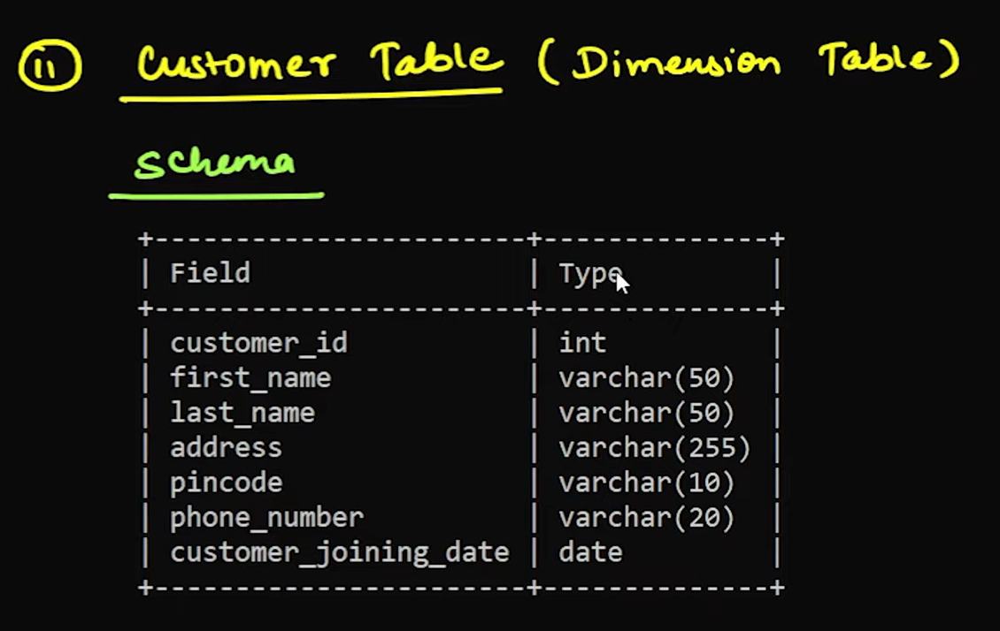 (ii) Customer Table (Dimension Table)
Schema
+-----------------------+--------------+
| Field | Type |
+-----------------------+--------------+
| customer_id | int |
| first_name | varchar(50) |
| last_name | varchar(50) |
| address | varchar(255) |
| pincode | varchar(10) |
| phone_number | varchar(20) |
| customer_joining_date | date |
+-----------------------+--------------+